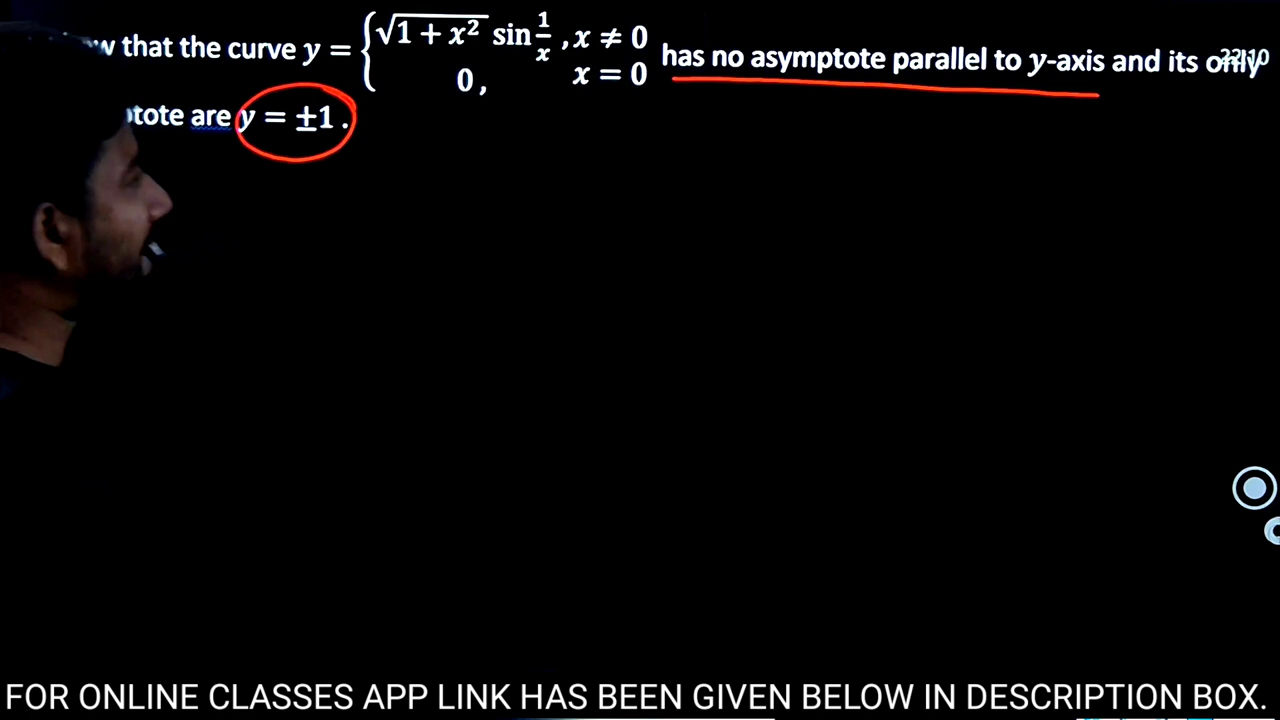 that the curve y = {√1 + x² sin 1/x , x ≠ 0
0, x = 0 has no asymptote parallel to y-axis and its only
are y = ±1 .
FOR ONLINE CLASSES APP LINK HAS BEEN GIVEN BELOW IN DESCRIPTION BOX.